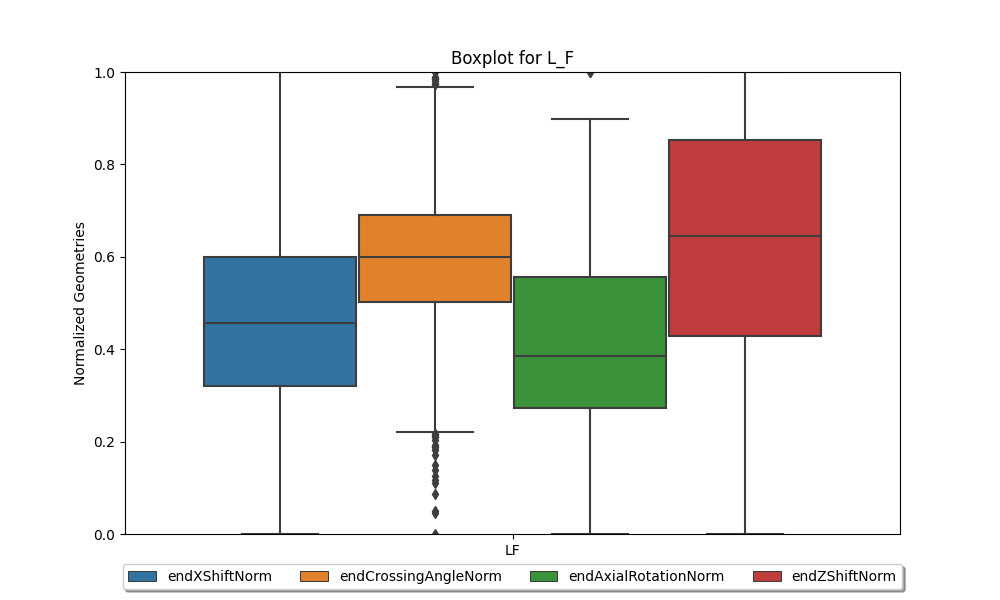 Boxplot for L_F
1.0
0.8
0.6
0.4
0.2
0.0
Normalized Geometries
LF
endXShiftNorm endCrossingAngleNorm endAxialRotationNorm endZShiftNorm